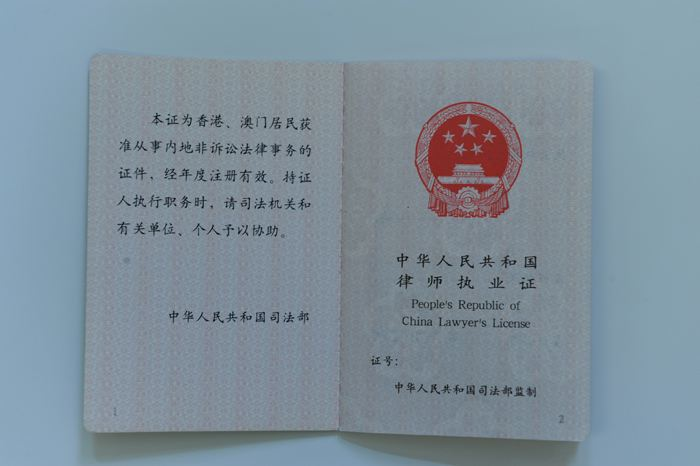 本证为香港、澳门居民获
准从事内地非诉讼法律事务的
证件，经年度注册有效。持证
人执行职务时，请司法机关和
有关单位、个人予以协助。
中华人民共和国司法部
1
中华人民共和国
律师执业证
People's Republic of
China Lawyer's License
证号：
中华人民共和国司法部监制
2